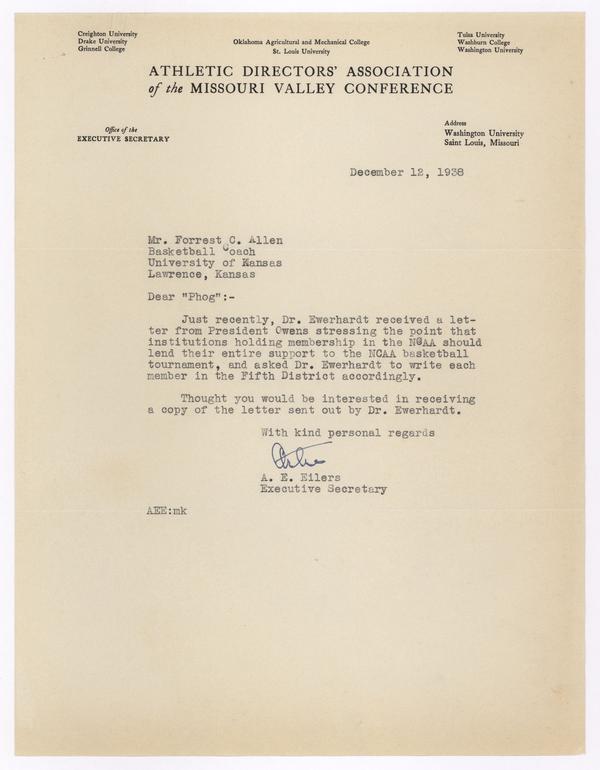 Creighton University
Drake University
Grinnell College
Oklahoma Agricultural and Mechanical College
St. Louis University
Tulsa University
Washburn College
Washington University
ATHLETIC DIRECTORS' ASSOCIATION
of the MISSOURI VALLEY CONFERENCE
Office of the
EXECUTIVE SECRETARY
Address
Washington University
Saint Louis, Missouri
December 12, 1938
Mr. Forrest C. Allen
Basketball Coach
University of Kansas
Lawrence, Kansas
Dear "Phog":-
Just recently, Dr. Ewerhardt received a let-
ter from President Owens stressing the point that
institutions holding membership in the NCAA should
lend their entire support to the NCAA basketball
tournament, and asked Dr. Ewerhardt to write each
member in the Fifth District accordingly.
Thought you would be interested in receiving
a copy of the letter sent out by Dr. Ewerhardt.
With kind personal regards
Artie
A. E. Eilers
Executive Secretary
AEE:mk